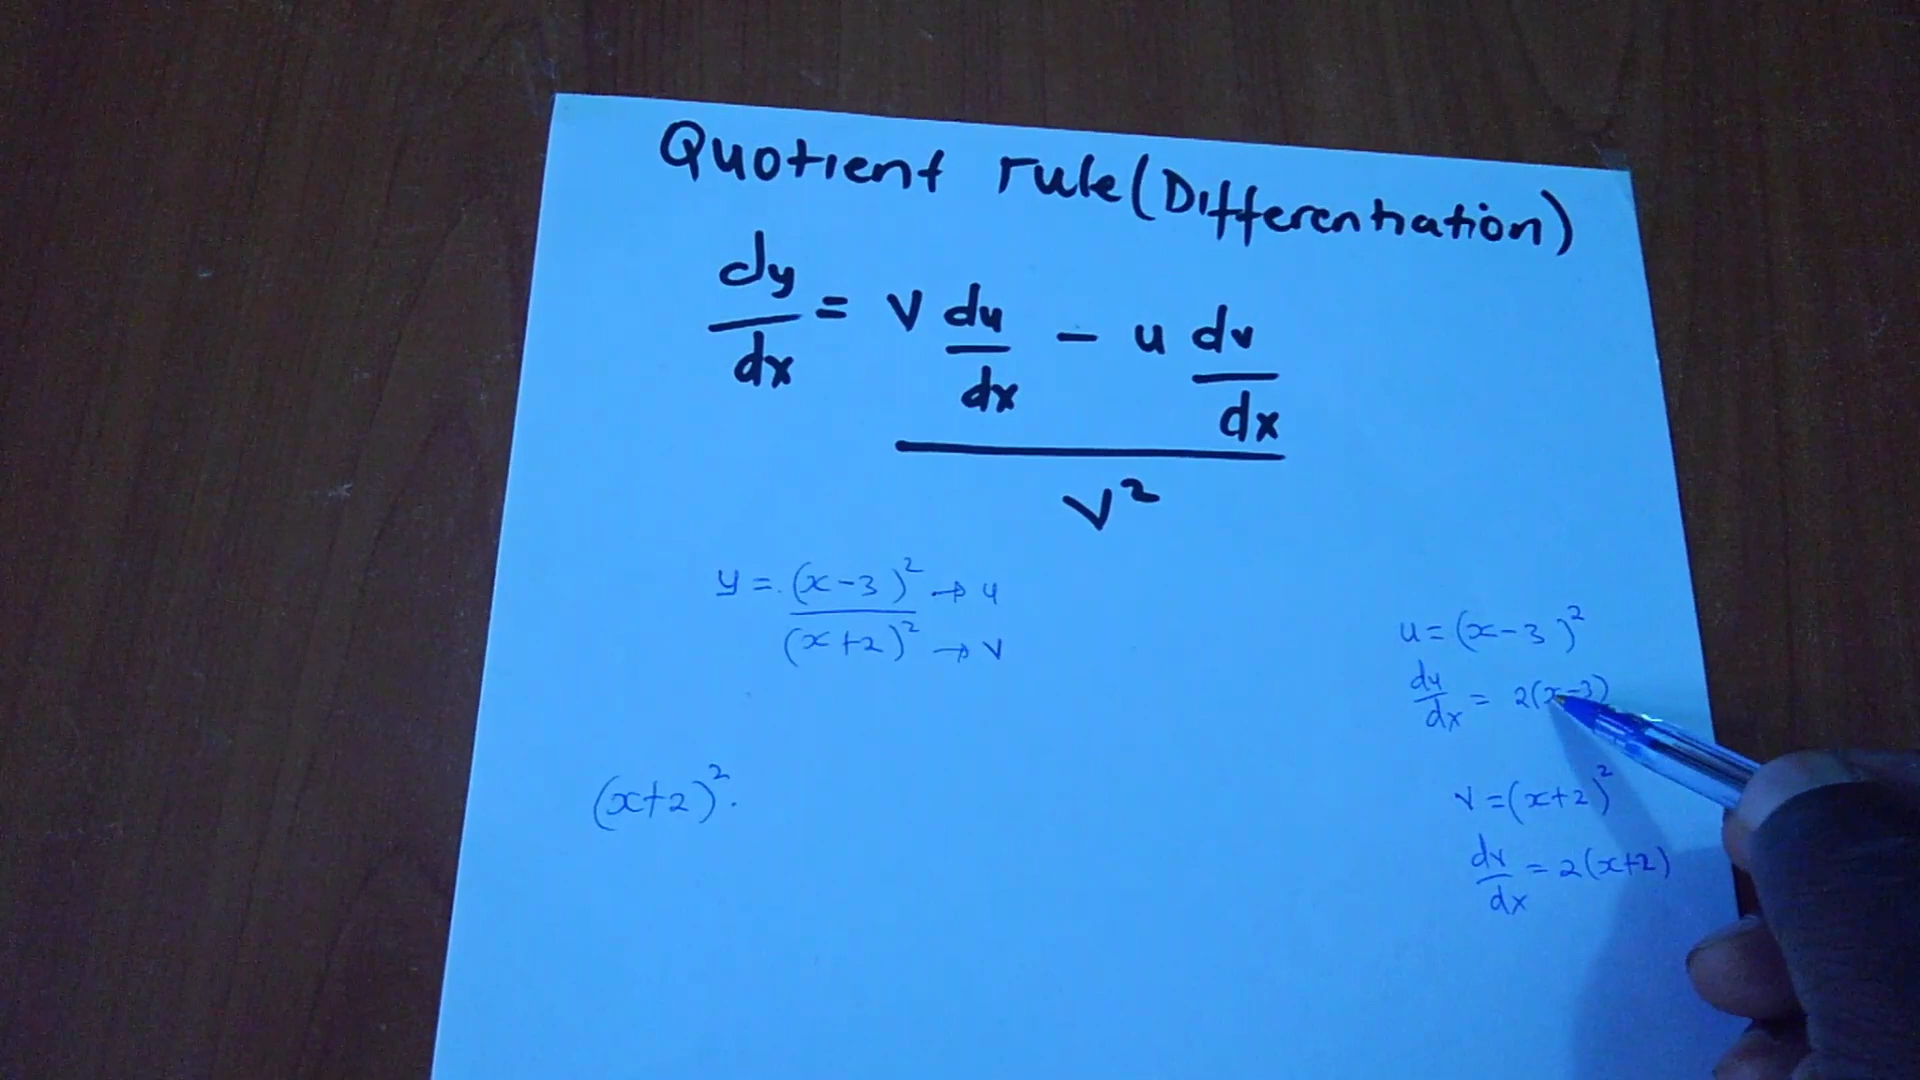 Quotient rule (Differentiation)
dy/dx = v du/dx - u dv/dx
v²
y = (x-3)² → u
(x+2)² → v
u = (x-3)²
du/dx = 2(x-3)
(x+2)².
v = (x+2)²
dv/dx = 2(x+2)